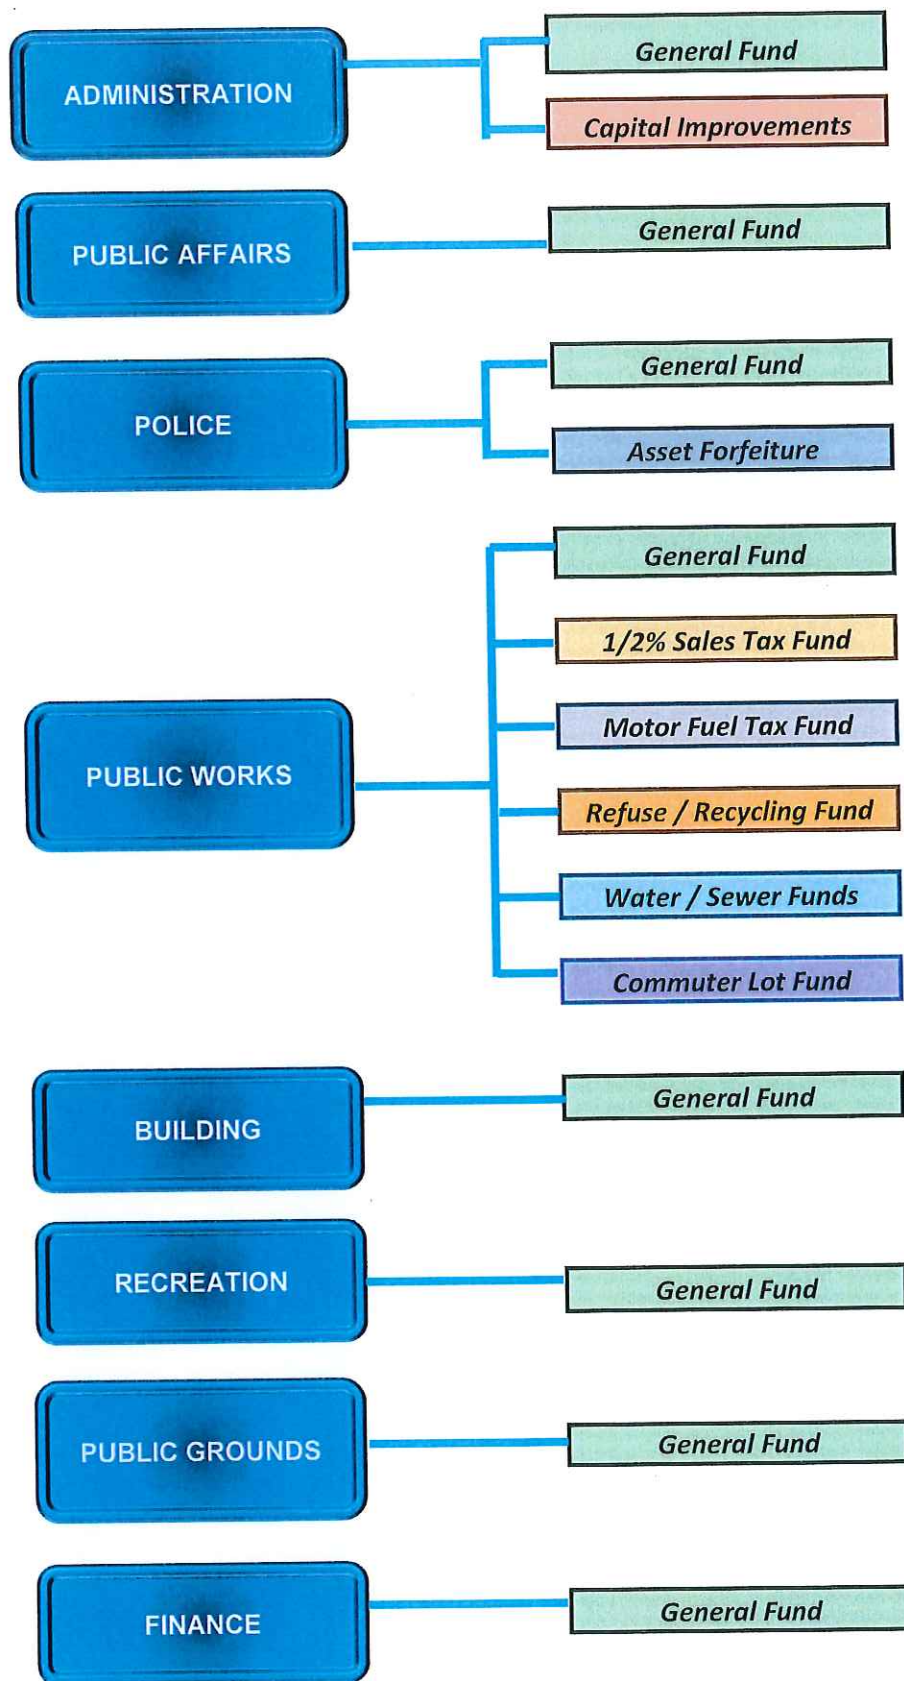 ADMINISTRATION
General Fund
Capital Improvements
PUBLIC AFFAIRS
General Fund
POLICE
General Fund
Asset Forfeiture
PUBLIC WORKS
General Fund
1/2% Sales Tax Fund
Motor Fuel Tax Fund
Refuse / Recycling Fund
Water / Sewer Funds
Commuter Lot Fund
BUILDING
General Fund
RECREATION
General Fund
PUBLIC GROUNDS
General Fund
FINANCE
General Fund